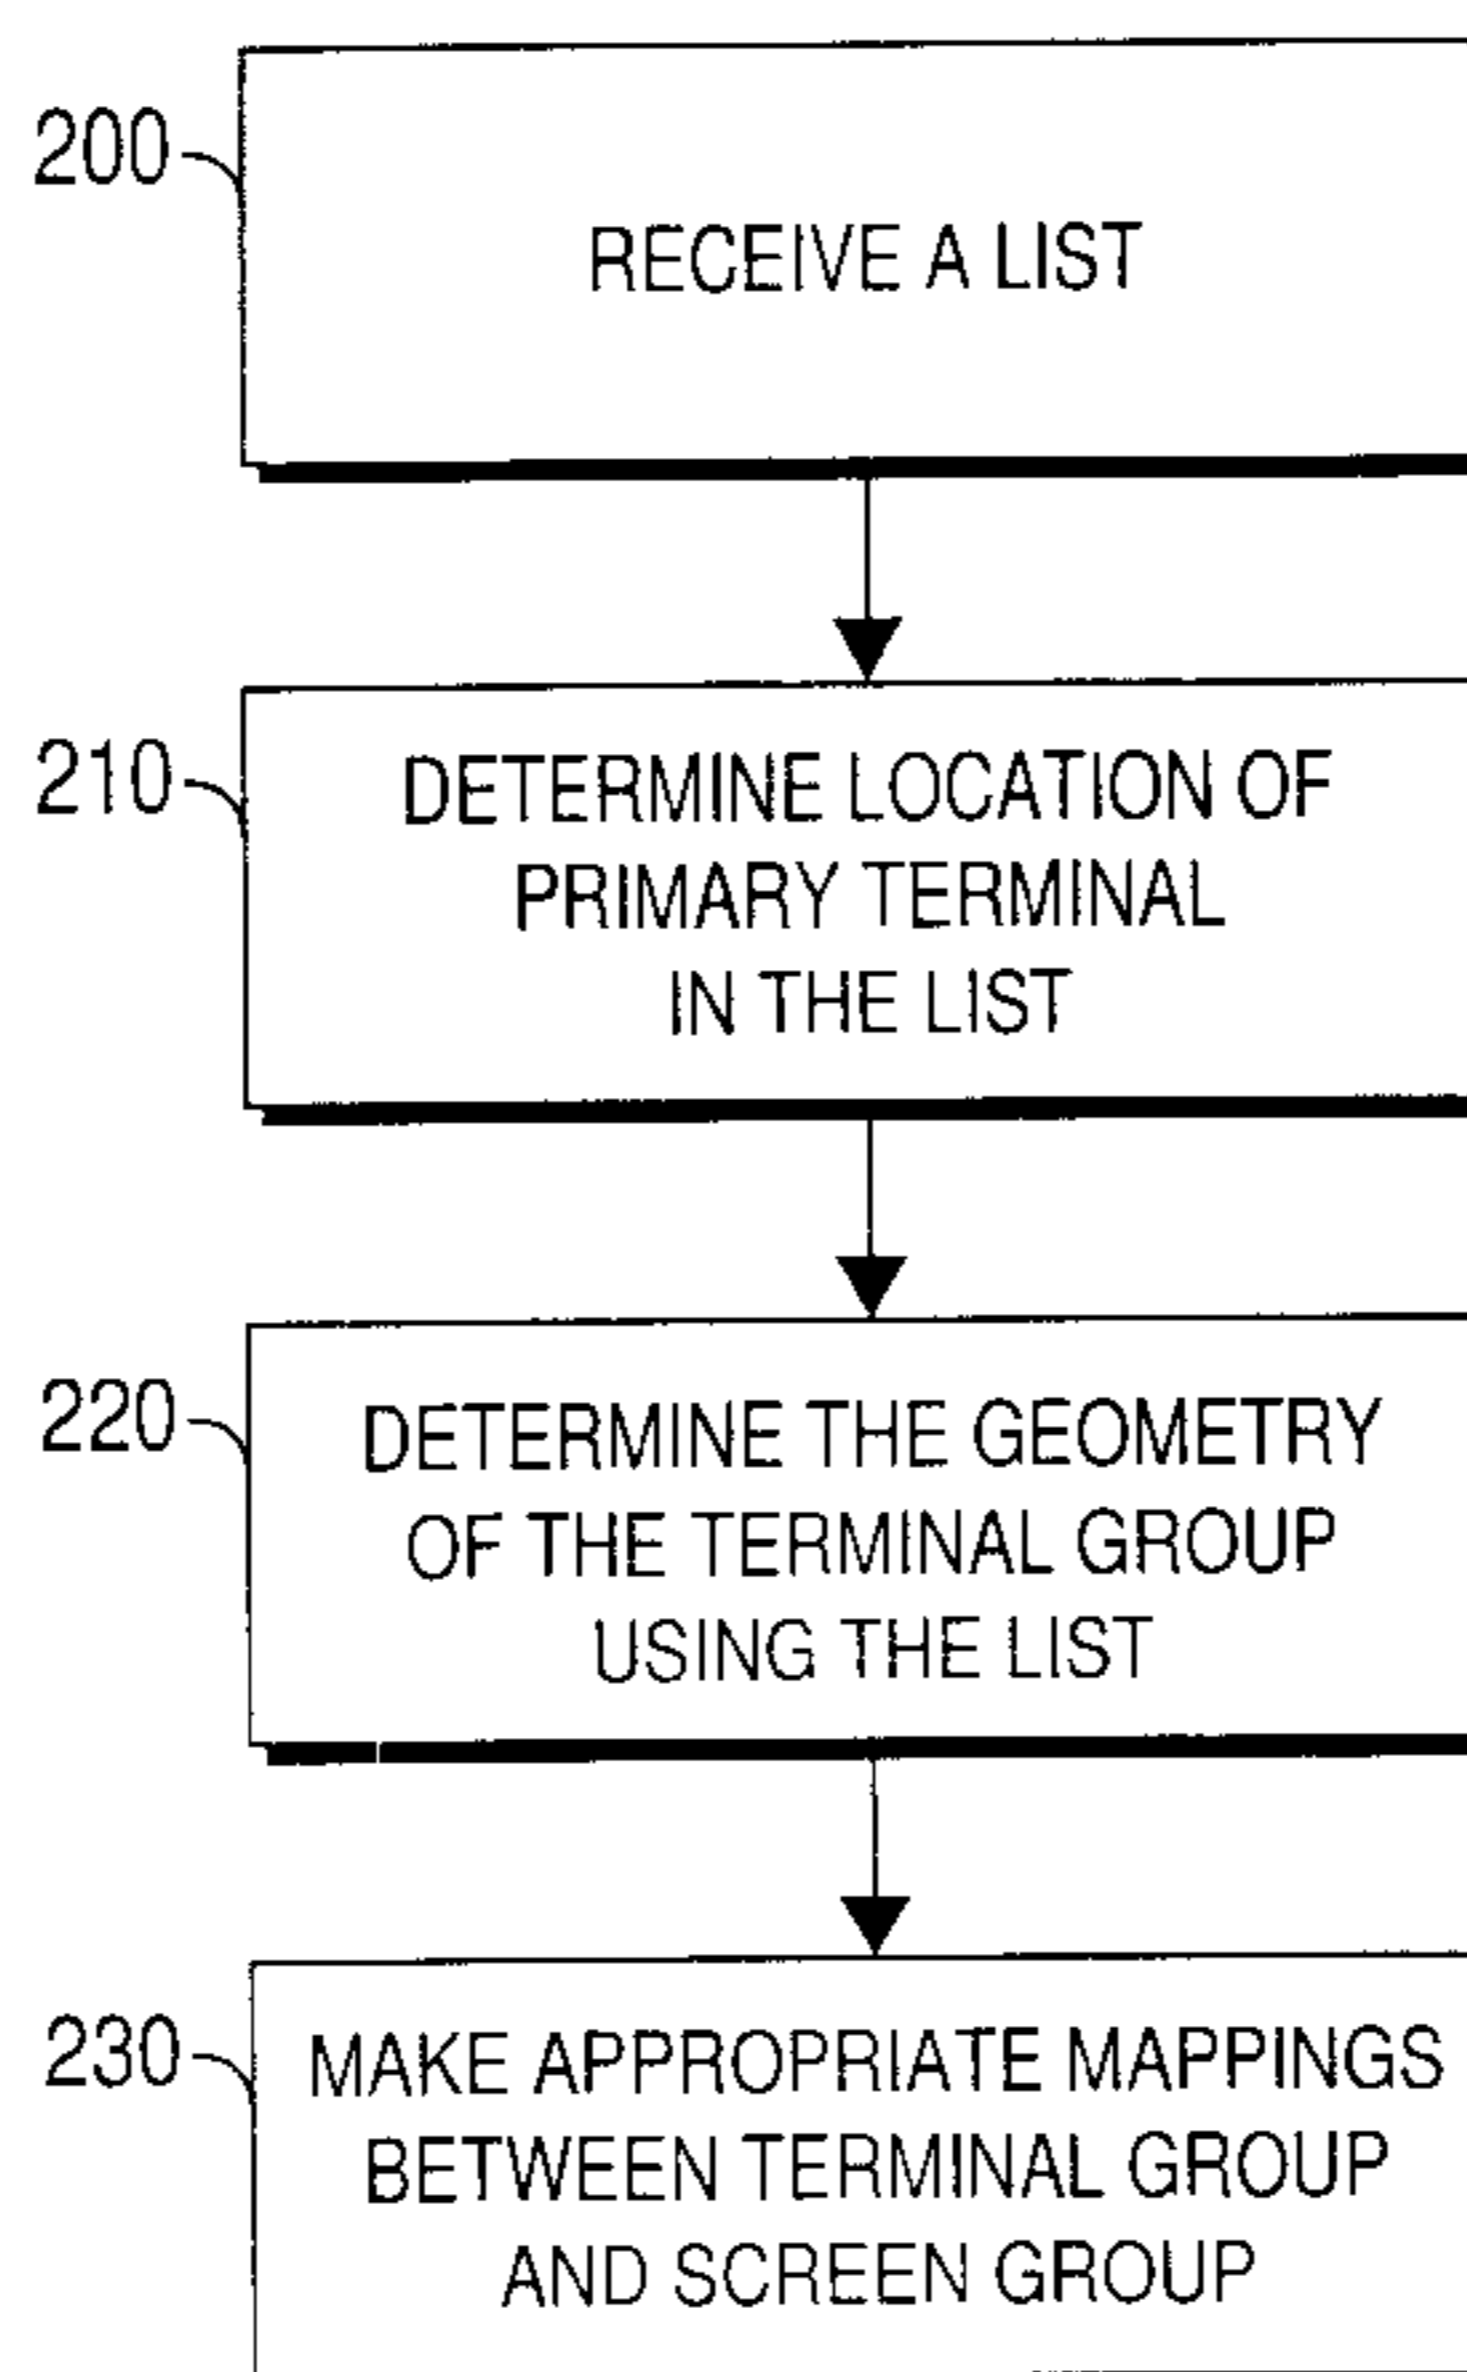 200
RECEIVE A LIST
210
DETERMINE LOCATION OF
PRIMARY TERMINAL
IN THE LIST
220
DETERMINE THE GEOMETRY
OF THE TERMINAL GROUP
USING THE LIST
230
MAKE APPROPRIATE MAPPINGS
BETWEEN TERMINAL GROUP
AND SCREEN GROUP